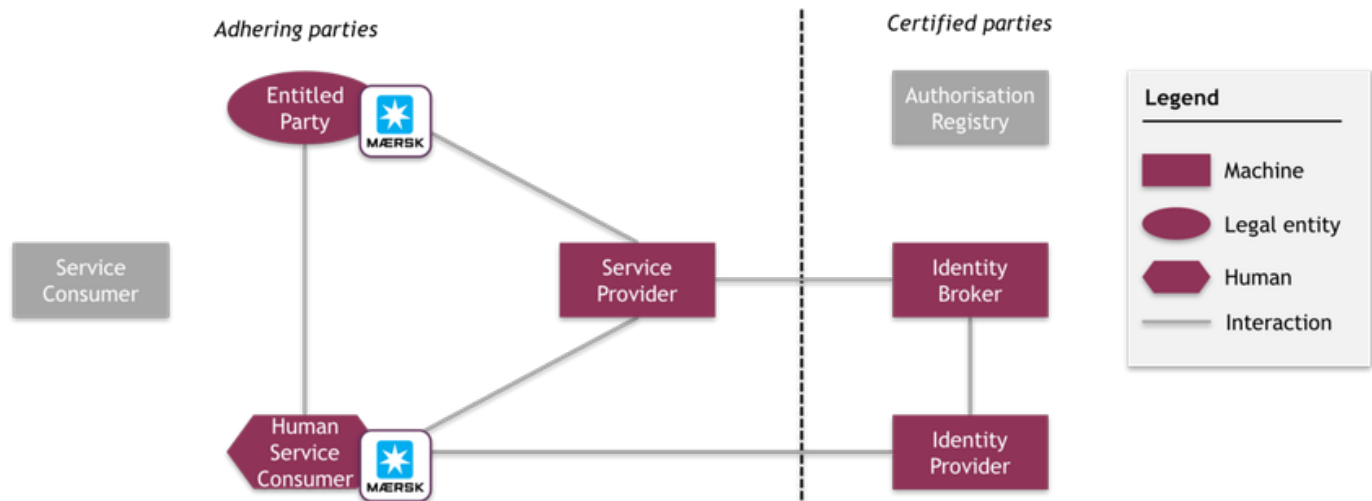 Adhering parties
Certified parties
Entitled
Party
MÆRSK
Authorisation
Registry
Legend
Machine
Legal entity
Human
Interaction
Service
Consumer
Service
Provider
Identity
Broker
Human
Service
Consumer
MÆRSK
Identity
Provider